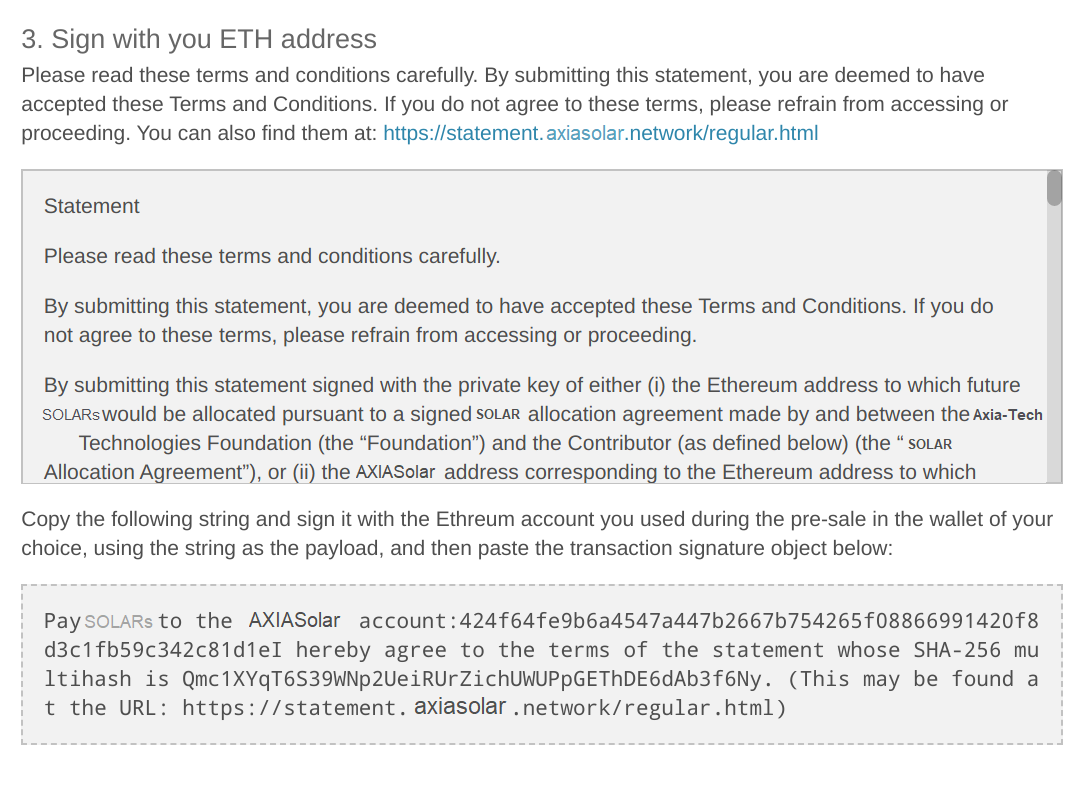 3. Sign with you ETH address
Please read these terms and conditions carefully. By submitting this statement, you are deemed to have
accepted these Terms and Conditions. If you do not agree to these terms, please refrain from accessing or
proceeding. You can also find them at: https://statement.axiasolar.network/regular.html
Statement
Please read these terms and conditions carefully.
By submitting this statement, you are deemed to have accepted these Terms and Conditions. If you do
not agree to these terms, please refrain from accessing or proceeding.
By submitting this statement signed with the private key of either (i) the Ethereum address to which future
SOLARs would be allocated pursuant to a signed SOLAR allocation agreement made by and between the Axia-Tech
Technologies Foundation (the “Foundation”) and the Contributor (as defined below) (the “ SOLAR
Allocation Agreement”), or (ii) the AXIASolar address corresponding to the Ethereum address to which
Copy the following string and sign it with the Ethreum account you used during the pre-sale in the wallet of your
choice, using the string as the payload, and then paste the transaction signature object below:
Pay SOLARs to the AXIASolar account:424f64fe9b6a4547a447b2667b754265f08866991420f8
d3c1fb59c342c81d1eI hereby agree to the terms of the statement whose SHA-256 mu
ltihash is Qmc1XYqT6S39WNp2UeiRUrZichUWUPpGEThDE6dAb3f6Ny. (This may be found a
t the URL: https://statement. axiasolar .network/regular.html)